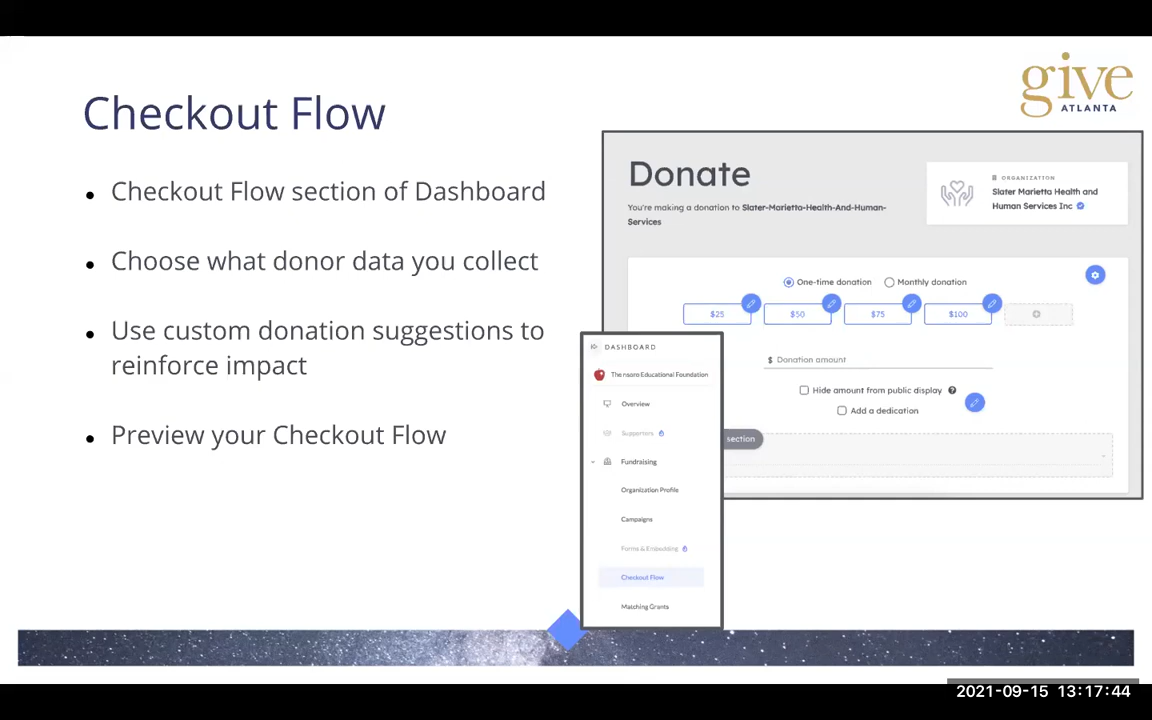 give
ATLANTA
Checkout Flow
Checkout Flow section of Dashboard
Choose what donor data you collect
Use custom donation suggestions to
reinforce impact
Preview your Checkout Flow
Donate
You're making a donation to Slater-Marietta-Health-And-Human-
Services
ORGANIZATION
Slater Marietta Health and
Human Services Inc
One-time donation Monthly donation
$25 $50 $75 $100
$ Donation amount
Hide amount from public display ?
Add a dedication
section
DASHBOARD
The nsoro Educational Foundation
Overview
Supporters
Fundraising
Organization Profile
Campaigns
Forms & Embedding
Checkout Flow
Matching Grants
2021-09-15 13:17:44